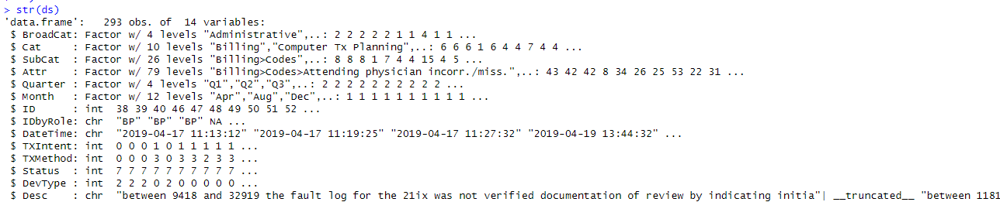 > str(ds)
'data.frame':   293 obs. of  14 variables:
 $ BroadCat: Factor w/ 4 levels "Administrative",..: 2 2 2 2 2 1 1 4 1 1 ...
 $ Cat     : Factor w/ 10 levels "Billing","Computer Tx Planning",..: 6 6 6 1 6 4 4 7 4 4 ...
 $ SubCat  : Factor w/ 26 levels "Billing>Codes",..: 8 8 8 1 7 4 4 15 4 5 ...
 $ Attr    : Factor w/ 79 levels "Billing>Codes>Attending physician incorr./miss.",..: 43 42 42 8 34 26 25 53 22 31 ...
 $ Quarter : Factor w/ 4 levels "Q1","Q2","Q3",..: 2 2 2 2 2 2 2 2 2 2 ...
 $ Month   : Factor w/ 12 levels "Apr","Aug","Dec",..: 1 1 1 1 1 1 1 1 1 1 ...
 $ ID      : int  38 39 40 46 47 48 49 50 51 52 ...
 $ IDbyRole: chr  "BP" "BP" "BP" NA ...
 $ DateTime: chr  "2019-04-17 11:13:12" "2019-04-17 11:19:25" "2019-04-17 11:27:32" "2019-04-19 13:44:32" ...
 $ TXIntent: int  0 0 0 1 0 1 1 1 1 1 ...
 $ TXMethod: int  0 0 0 3 0 3 3 2 3 3 ...
 $ Status  : int  7 7 7 7 7 7 7 7 7 7 ...
 $ DevType : int  2 2 2 0 2 0 0 0 0 0 ...
 $ Desc    : chr  "between 9418 and 32919 the fault log for the 21ix was not verified documentation of review by indicating initia"| __truncated__ "between 1181